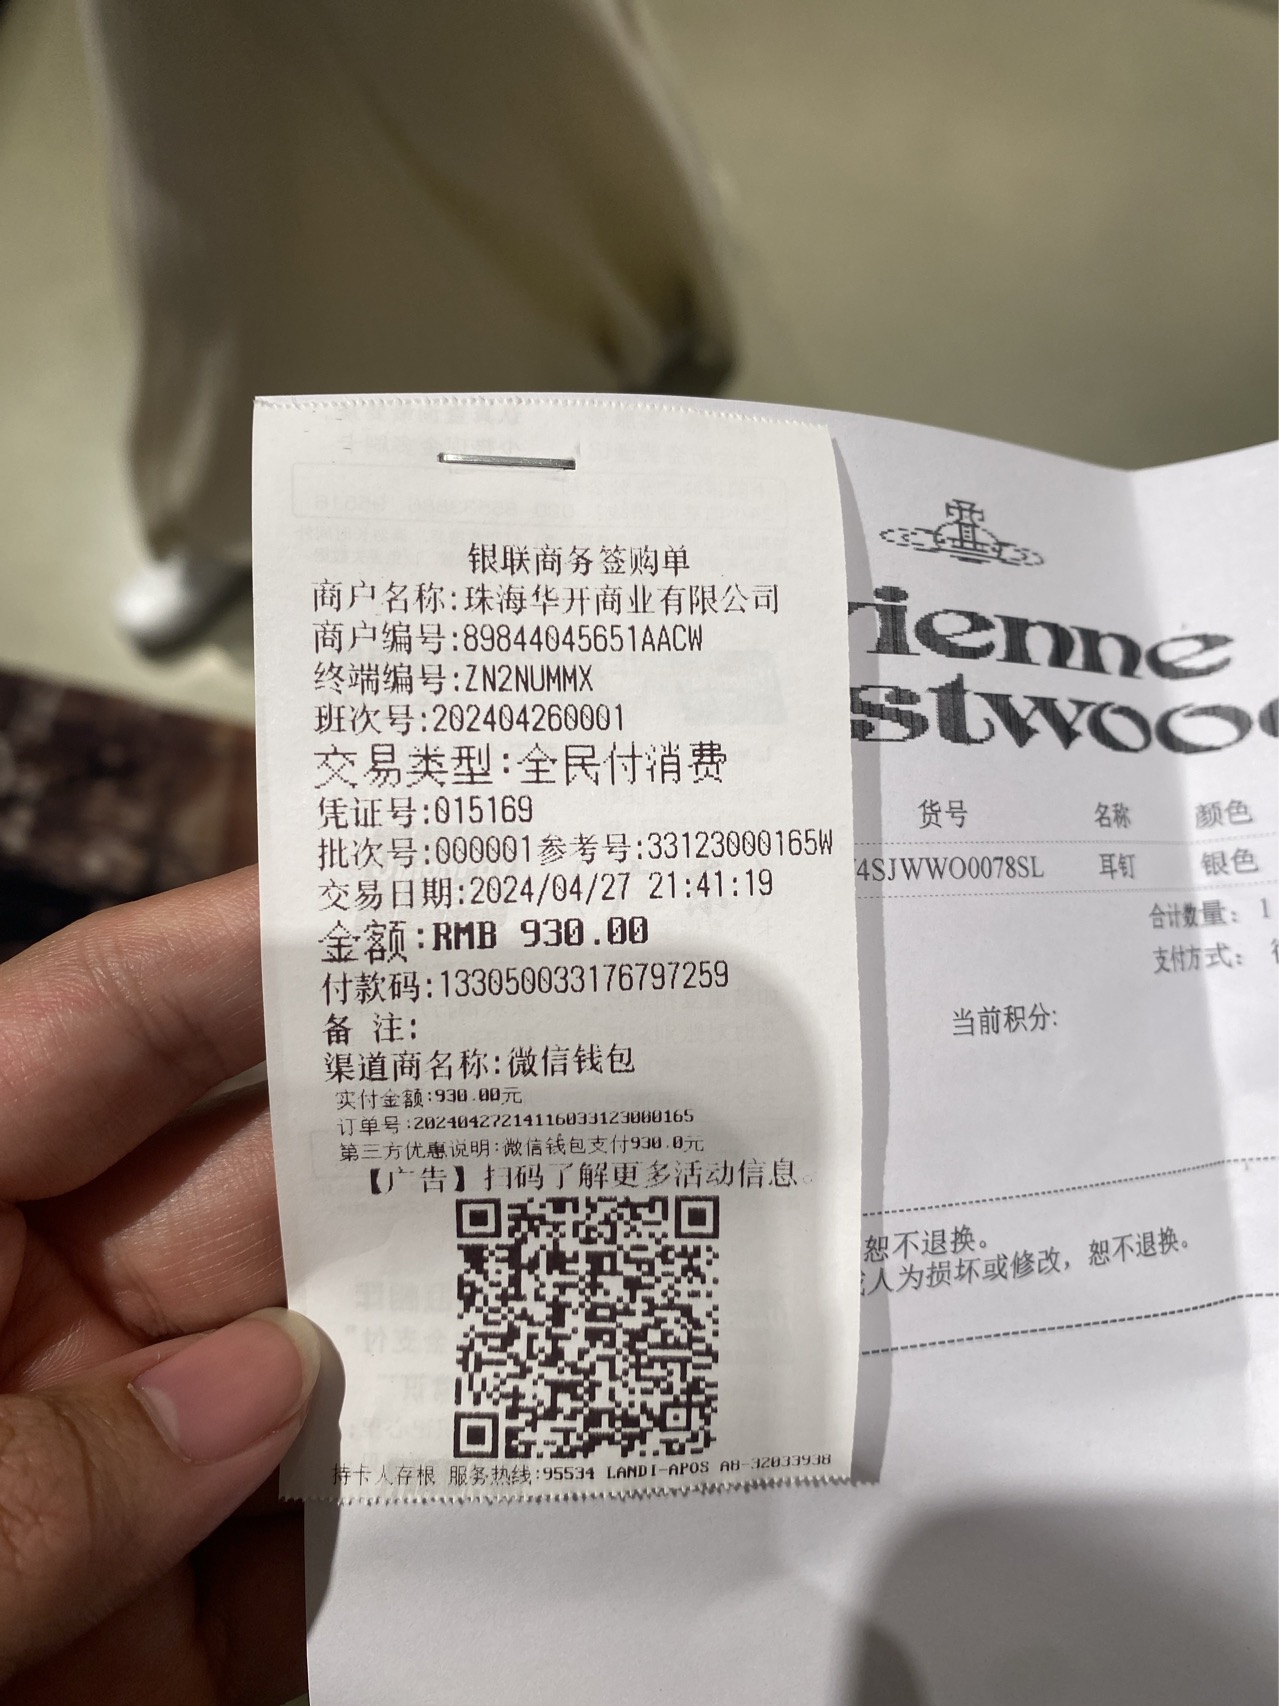 银联商务签购单
商户名称:珠海华开商业有限公司
商户编号:89844045651AACW
终端编号:ZN2NUMMX
班次号:202404260001
交易类型:全民付消费
凭证号:015169
批次号:000001参考号:33123000165W
交易日期:2024/04/27 21:41:19
金额:RMB 930.00
付款码:133050033176797259
备 注:
渠道商名称:微信钱包
实付金额:930.00元
订单号:20240427214116033123000165
第三方优惠说明:微信钱包支付930.0元
【广告】扫码了解更多活动信息。
持卡人存根 服务热线:95534 LANDI-APOS A8-32033938
rienne
stwood
货号 名称 颜色
4SJWWO0078SL 耳钉 银色
合计数量: 1
支付方式:
当前积分:
恕不退换。
人为损坏或修改，恕不退换。